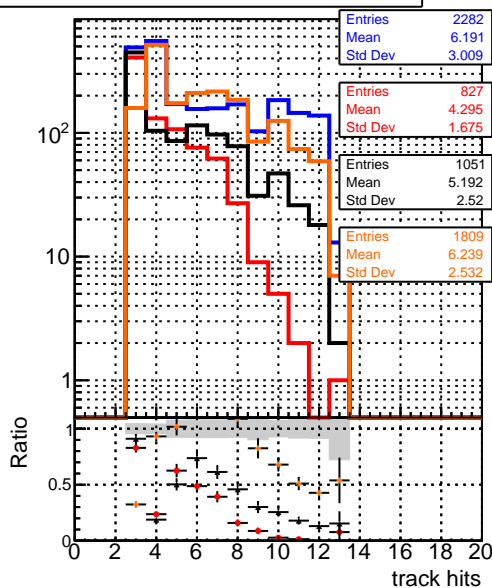 Entries 2282
Mean 6.191
Std Dev 3.009
Entries 827
Mean 4.295
Std Dev 1.675
Entries 1051
Mean 5.192
Std Dev 2.52
Entries 1809
Mean 6.239
Std Dev 2.532
10²
10
1
Ratio
1
0.5
0
0 2 4 6 8 10 12 14 16 18 20
track hits